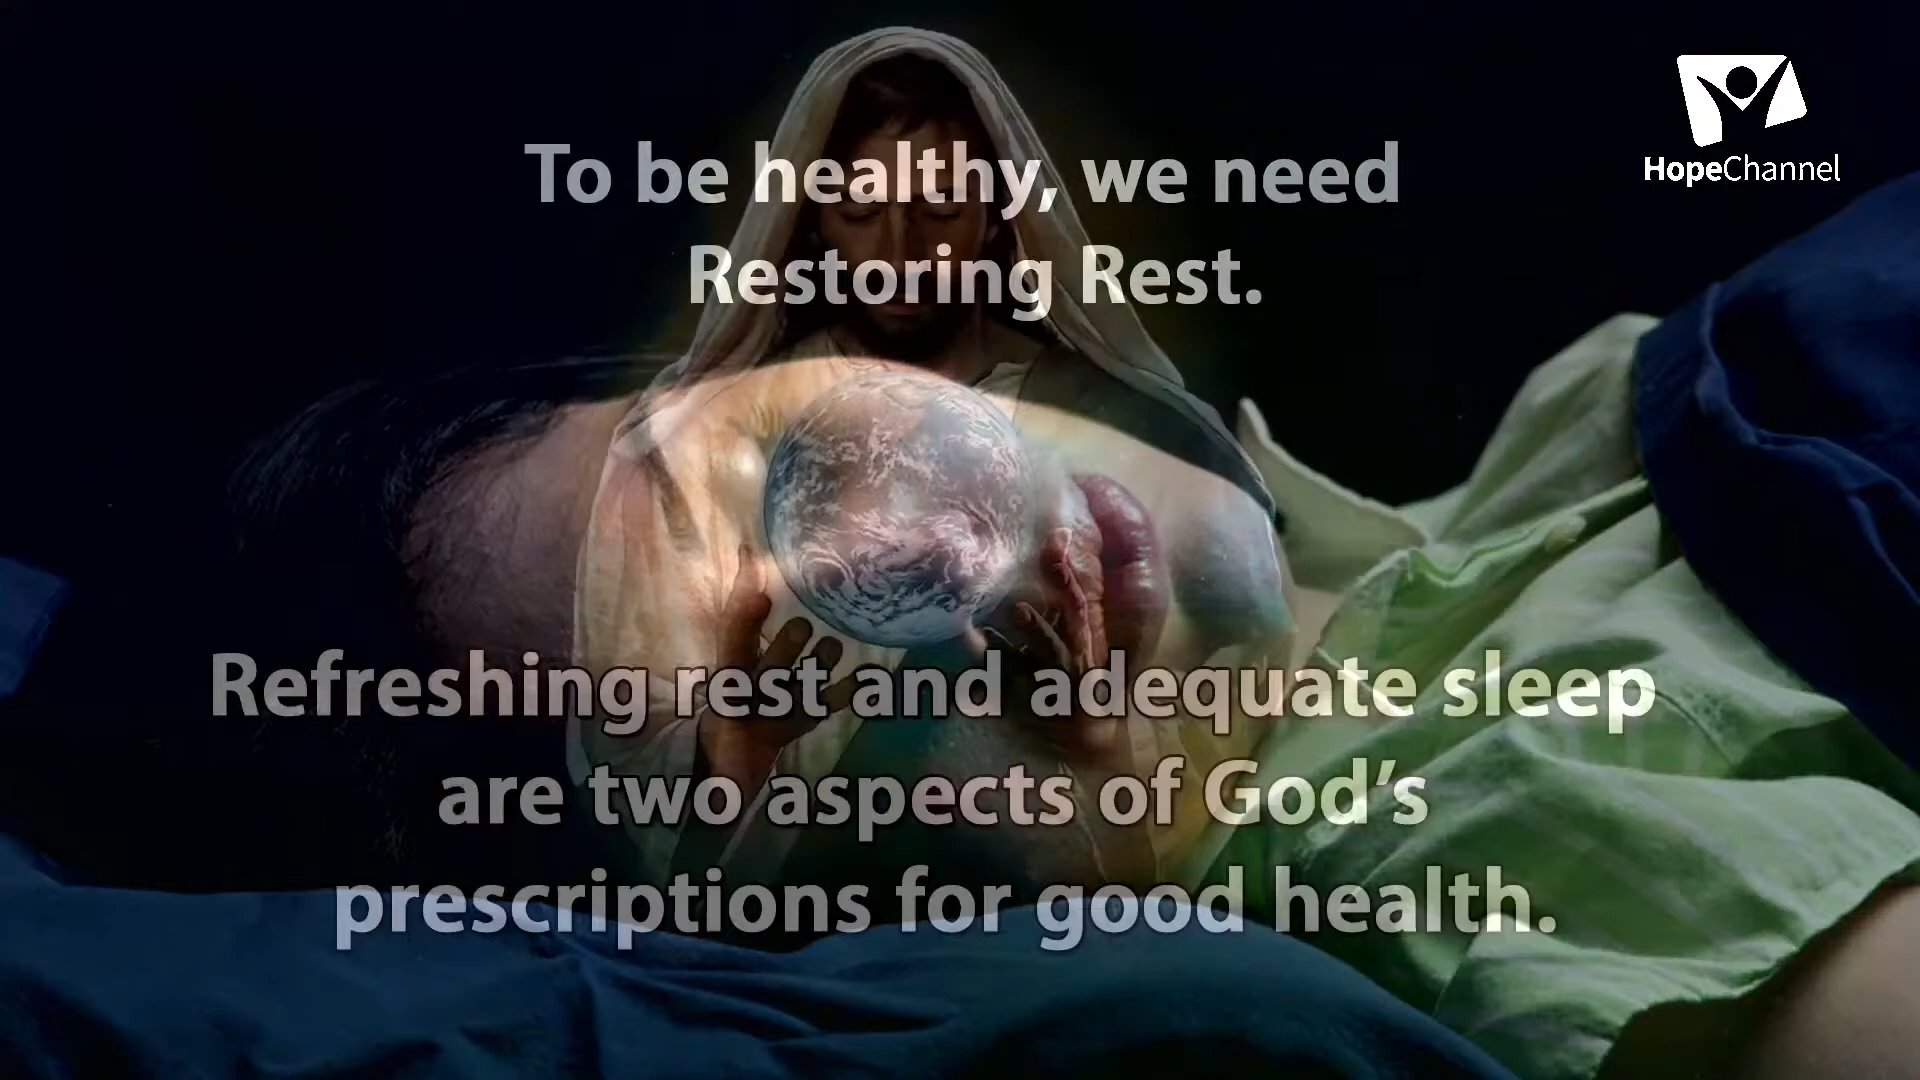 HopeChannel
To be healthy, we need
Restoring Rest.
Refreshing rest and adequate sleep
are two aspects of God’s
prescriptions for good health.